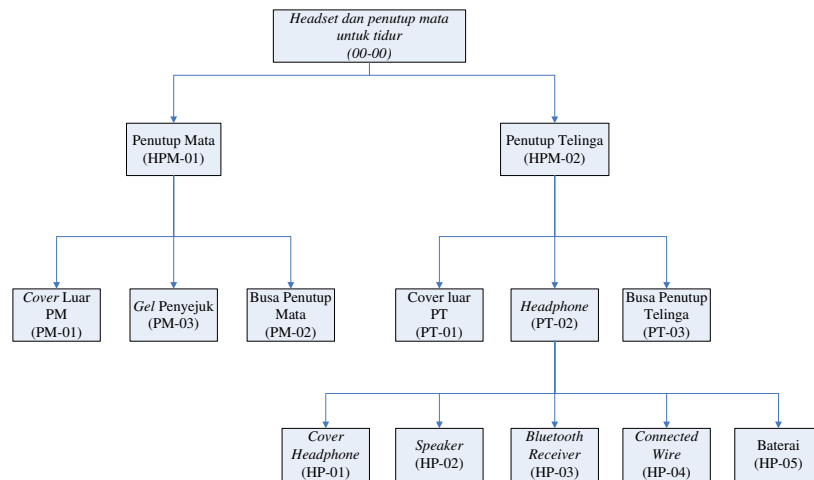 Headset dan penutup mata
untuk tidur
(00-00)
Penutup Mata
(HPM-01)
Penutup Telinga
(HPM-02)
Cover Luar
PM
(PM-01)
Gel Penyejuk
(PM-03)
Busa Penutup
Mata
(PM-02)
Cover luar
PT
(PT-01)
Headphone
(PT-02)
Busa Penutup
Telinga
(PT-03)
Cover
Headphone
(HP-01)
Speaker
(HP-02)
Bluetooth
Receiver
(HP-03)
Connected
Wire
(HP-04)
Baterai
(HP-05)